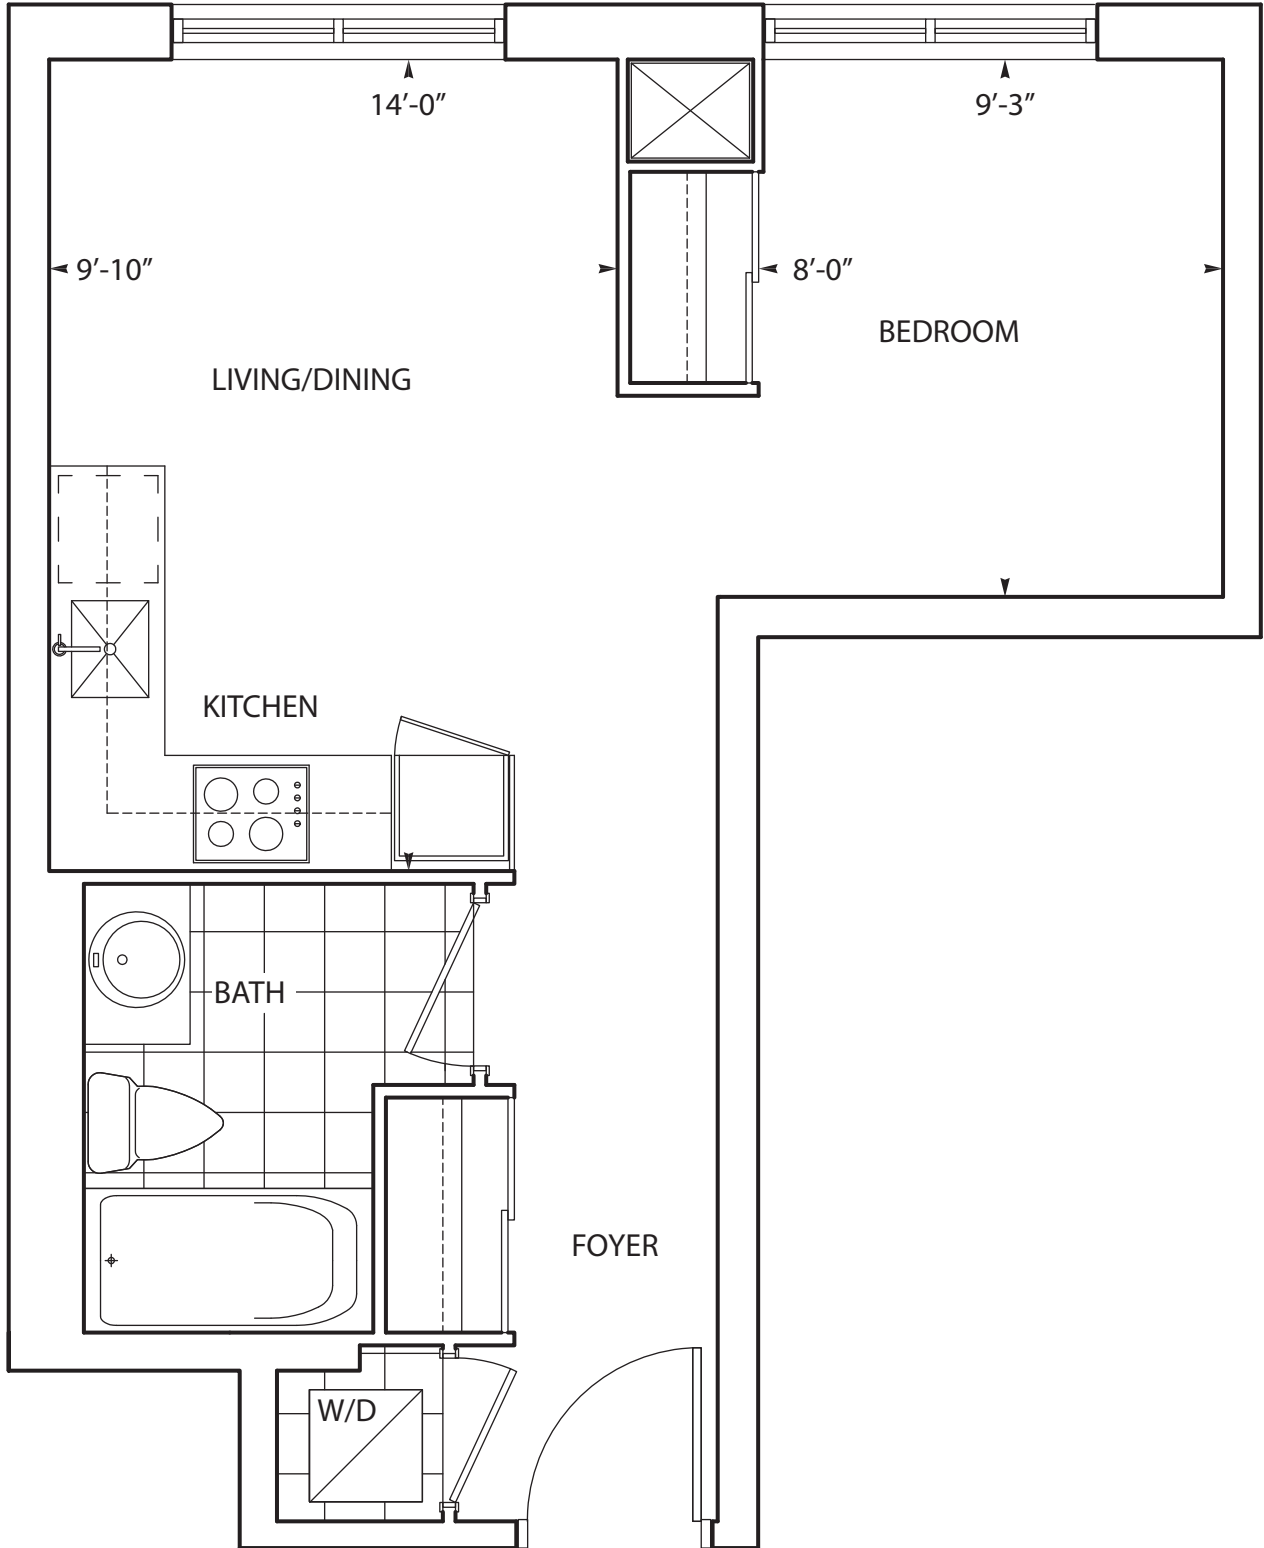 14’-0”
9’-3”
9’-10”
8’-0”
BEDROOM
LIVING/DINING
KITCHEN
BATH
FOYER
W/D